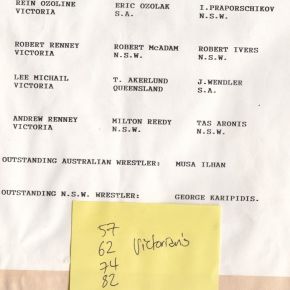 REIN OZOLINE ERIC OZOLAK I.PRAPORSCHIKOV
VICTORIA S.A. N.S.W.
ROBERT RENNEY ROBERT McADAM ROBERT IVERS
VICTORIA N.S.W. N.S.W.
LEE MICHAIL T. AKERLUND J.WENDLER
VICTORIA QUEENSLAND S.A.
ANDREW RENNEY MILTON REEDY TAS ARONIS
VICTORIA N.S.W. N.S.W.
OUTSTANDING AUSTRALIAN WRESTLER: MUSA ILHAN
OUTSTANDING N.S.W. WRESTLER: GEORGE KARIPIDIS.
57
62 Victorian's
74
82